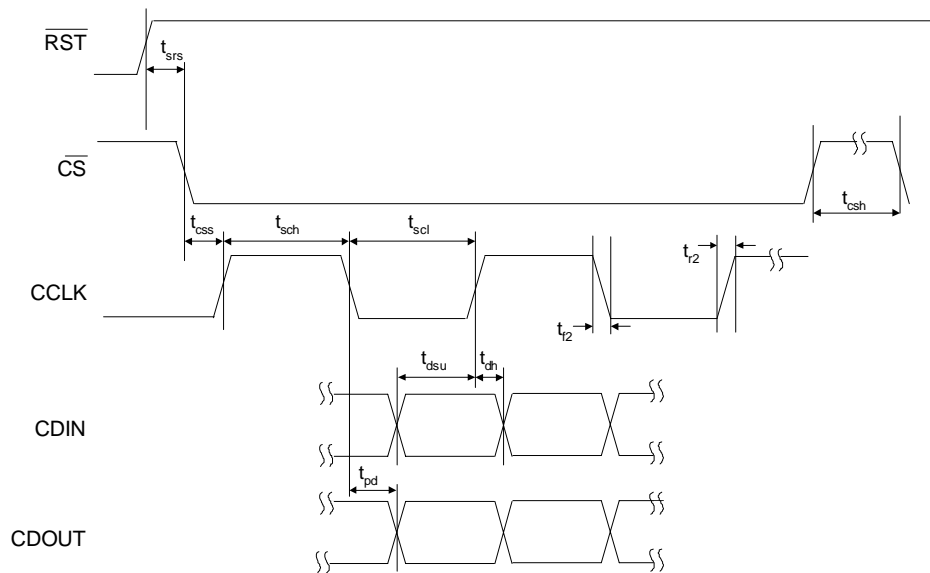 RST
t_srs
CS
t_csh
t_css
t_sch
t_scl
t_r2
CCLK
t_f2
t_dsu
t_dh
CDIN
t_pd
CDOUT